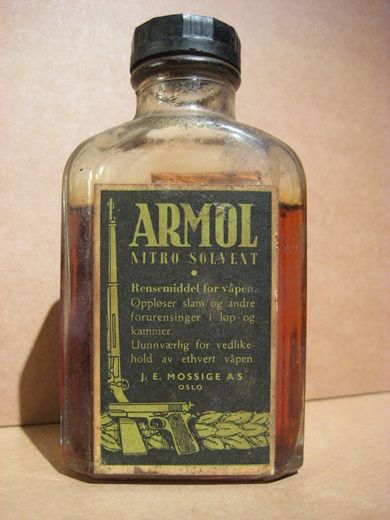 ARMOL
NITRO SOLVENT
Rensemiddel for våpen.
Oppløser slam og andre
forurensinger i løp og
kammer.
Uunnværlig for vedlike-
hold av ethvert våpen
J. E. MOSSIGE A/S
OSLO